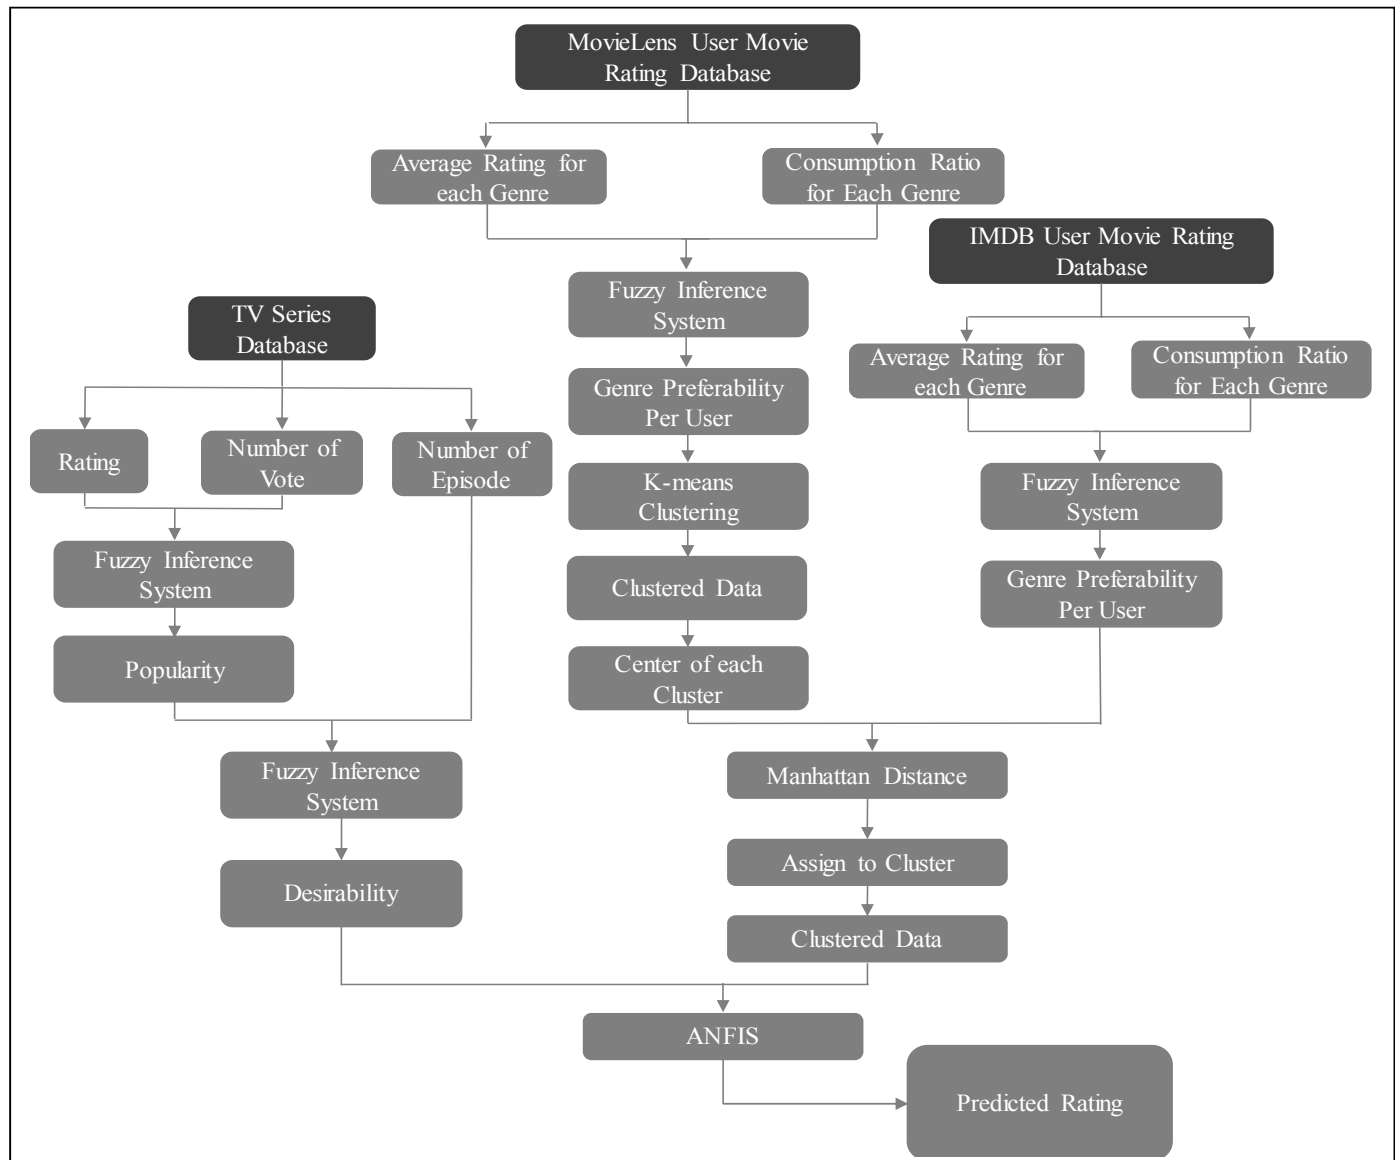 MovieLens User Movie
Rating Database
Average Rating for
each Genre
Consumption Ratio
for Each Genre
IMDB User Movie Rating
Database
Fuzzy Inference
System
TV Series
Database
Average Rating for
each Genre
Consumption Ratio
for Each Genre
Genre Preferability
Per User
Rating
Number of
Vote
Number of
Episode
K-means
Clustering
Fuzzy Inference
System
Fuzzy Inference
System
Clustered Data
Genre Preferability
Per User
Popularity
Center of each
Cluster
Fuzzy Inference
System
Manhattan Distance
Desirability
Assign to Cluster
Clustered Data
ANFIS
Predicted Rating